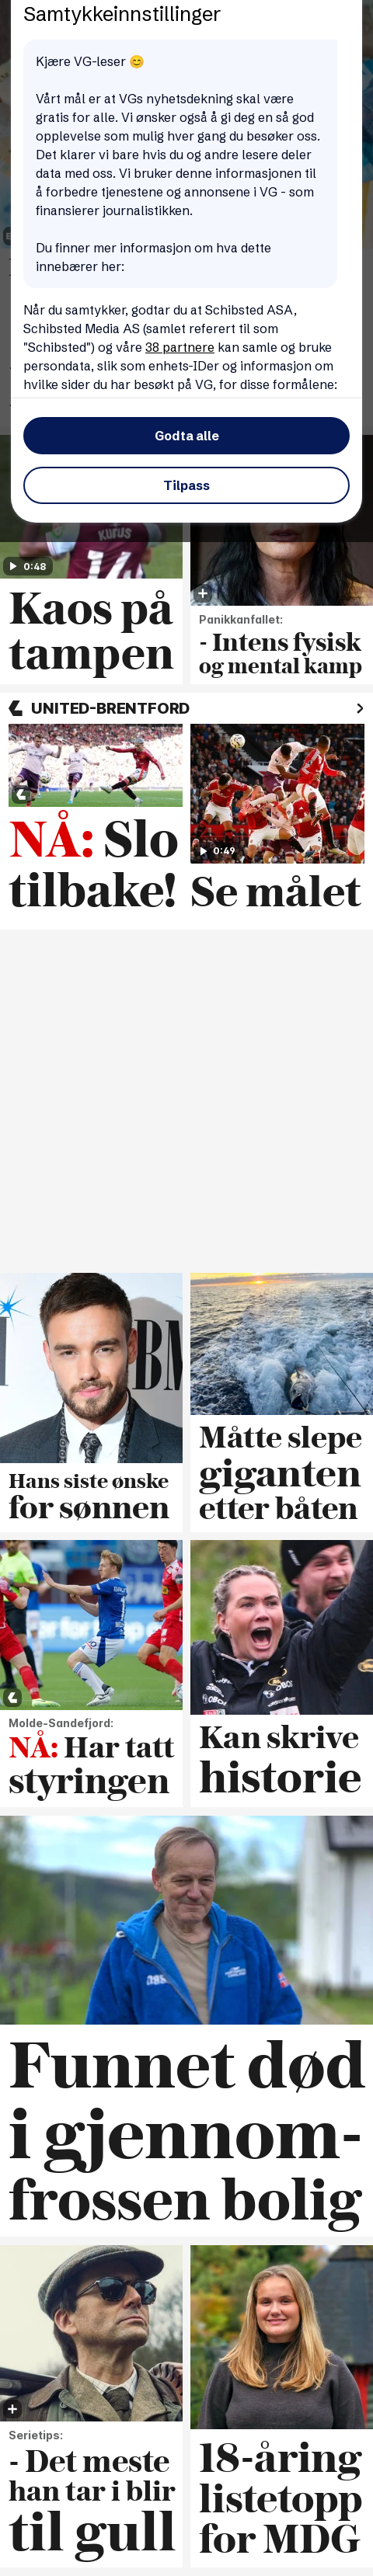 Samtykkeinnstillinger
Kjære VG-leser 😊
Vårt mål er at VGs nyhetsdekning skal være
gratis for alle. Vi ønsker også å gi deg en så god
opplevelse som mulig hver gang du besøker oss.
Det klarer vi bare hvis du og andre lesere deler
data med oss. Vi bruker denne informasjonen til
å forbedre tjenestene og annonsene i VG - som
finansierer journalistikken.
Du finner mer informasjon om hva dette
innebærer her:
Når du samtykker, godtar du at Schibsted ASA,
Schibsted Media AS (samlet referert til som
"Schibsted") og våre 38 partnere kan samle og bruke
persondata, slik som enhets-IDer og informasjon om
hvilke sider du har besøkt på VG, for disse formålene:
Godta alle
Tilpass
KUDUS
14
0:48
Kaos på
tampen
Panikkanfallet:
- Intens fysisk
og mental kamp
UNITED-BRENTFORD
NÅ: Slo
tilbake!
0:49
Se målet
Hans siste ønske
for sønnen
Måtte slepe
giganten
etter båten
Molde-Sandefjord:
NÅ: Har tatt
styringen
Kan skrive
historie
Funnet død
i gjennom-
frossen bolig
Serietips:
- Det meste
han tar i blir
til gull
18-åring
listetopp
for MDG